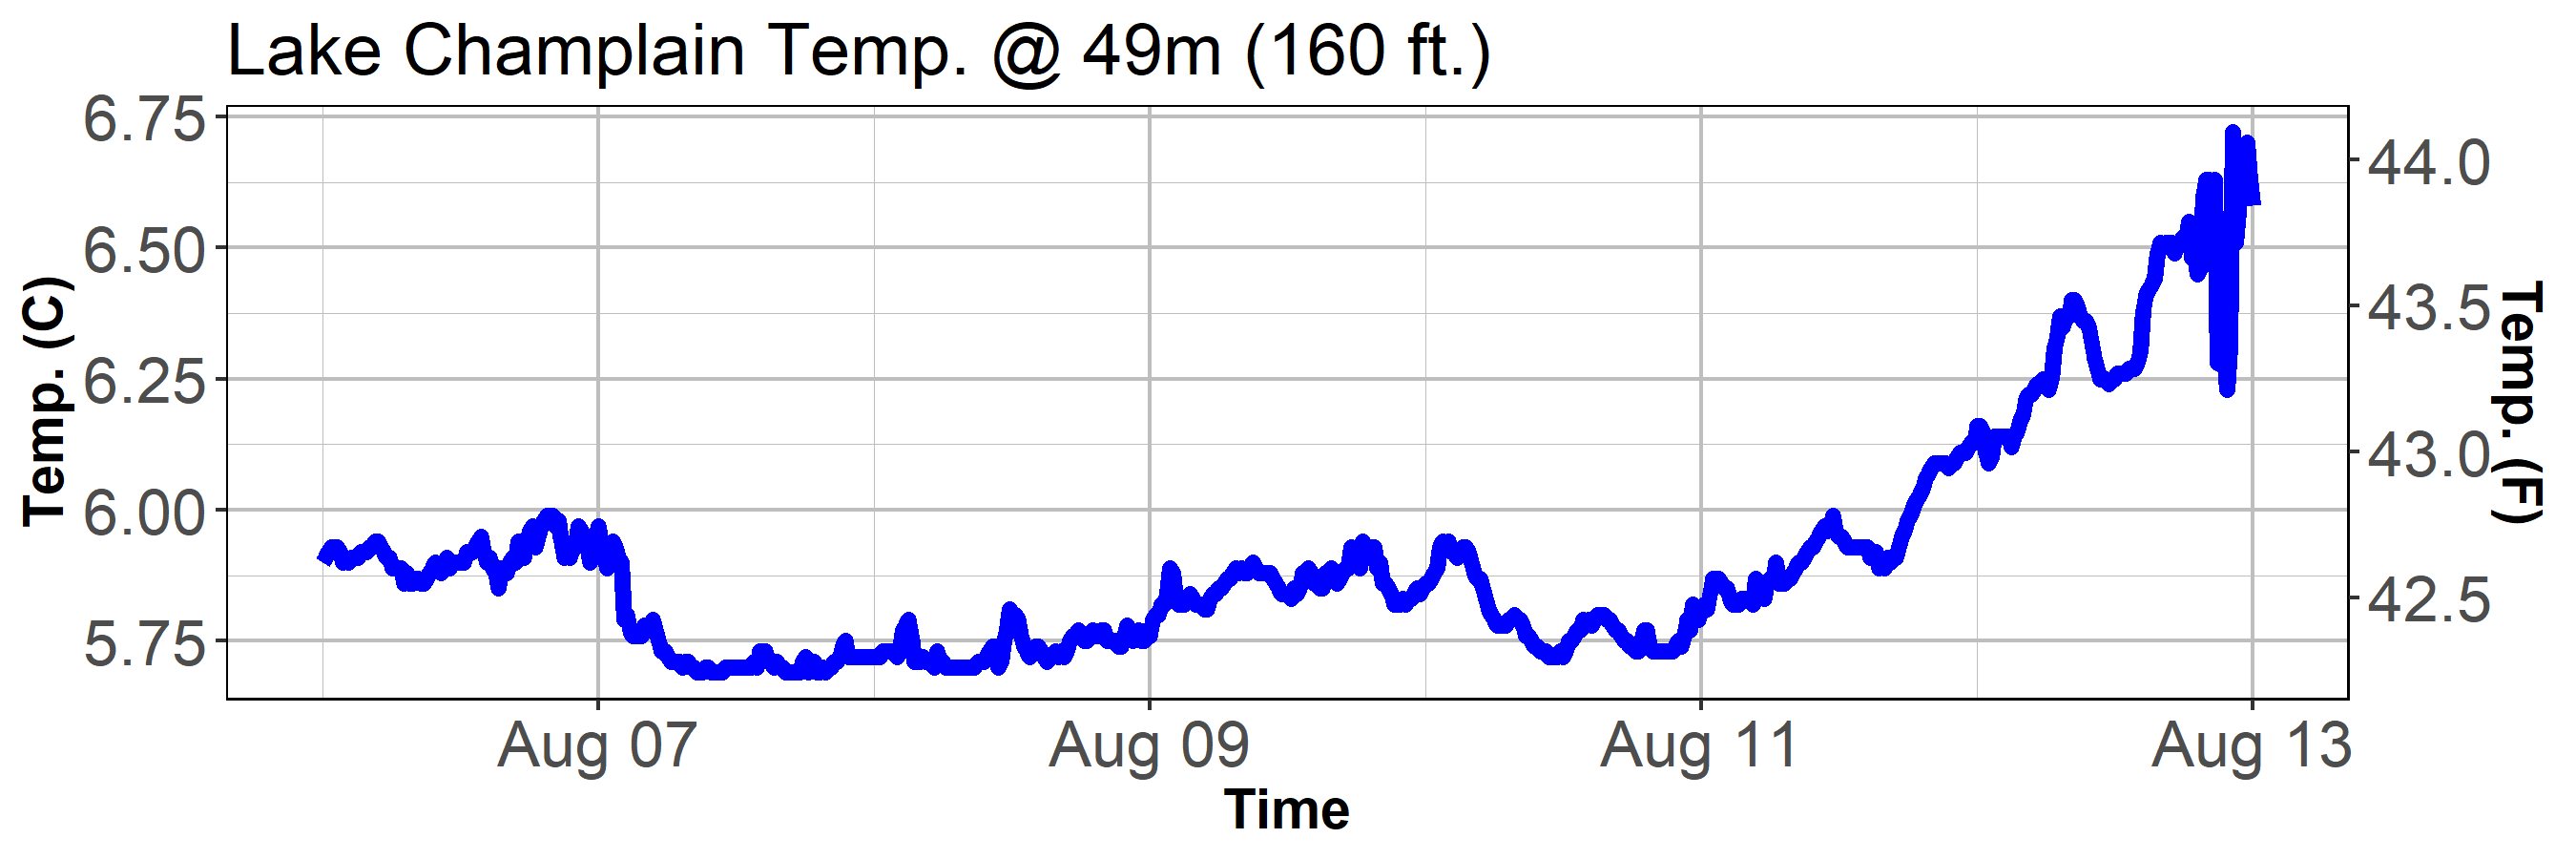 Lake Champlain Temp. @ 49m (160 ft.)
6.75
6.50
6.25
6.00
5.75
Temp. (C)
44.0
43.5
43.0
42.5
Temp. (F)
Aug 07 Aug 09 Aug 11 Aug 13
Time